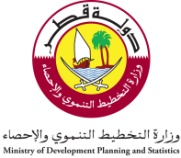 دولة قطر
وزارة التخطيط التنموي والإحصاء
وزارة التخطيط التنموي والإحصاء
Ministry of Development Planning and Statistics